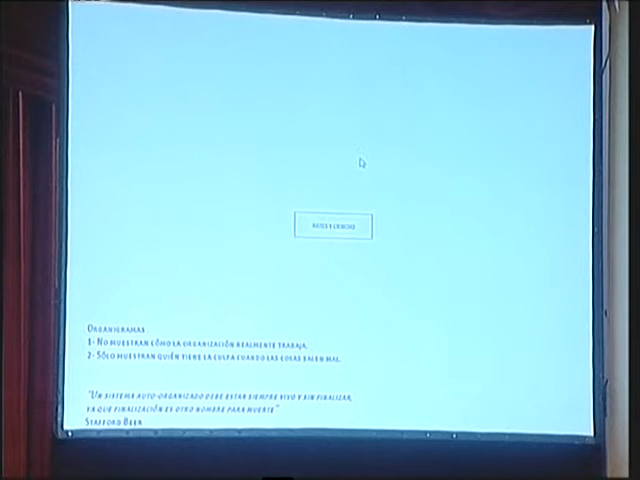 Organigramas
1- No muestran cómo la organización realmente trabaja.
2- Sólo muestran quién tiene la culpa cuando las cosas salen mal.
"Un sistema auto-organizado debe estar siempre vivo y sin finalizar,
ya que finalización es otro nombre para muerte"
Stafford Beer